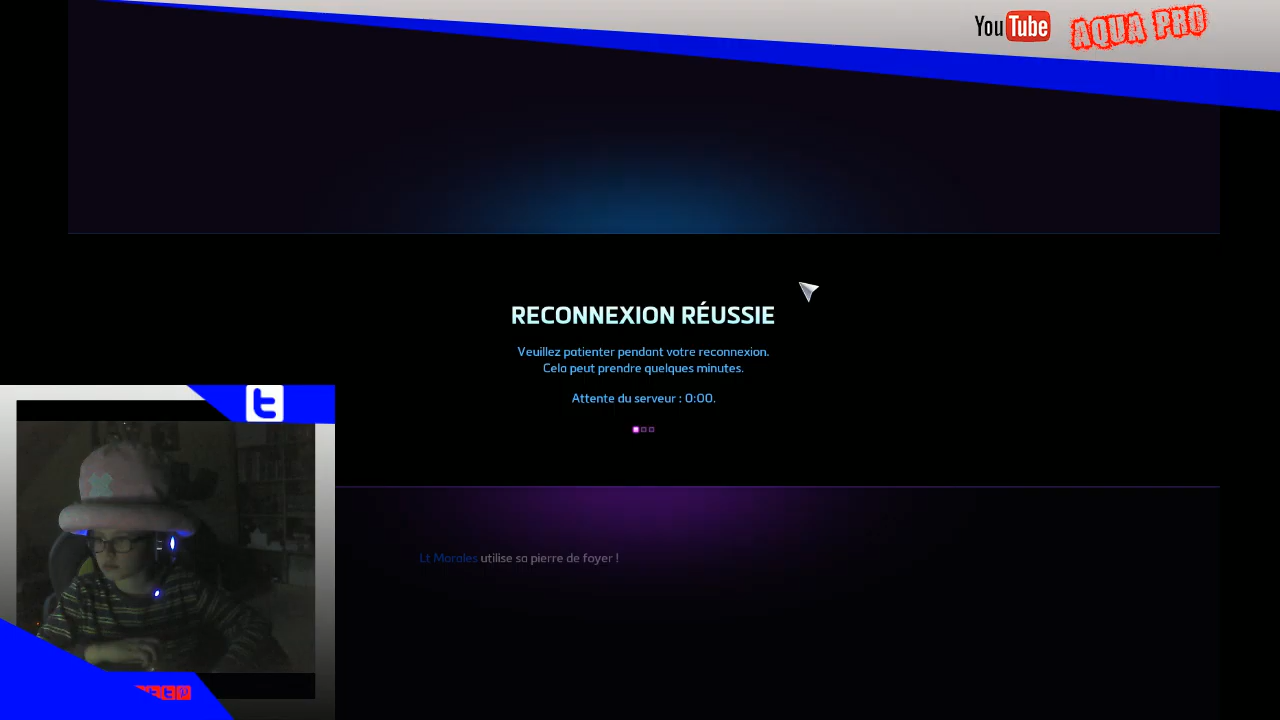 YouTube
AQUA PRO
RECONNEXION RÉUSSIE
Veuillez patienter pendant votre reconnexion.
Cela peut prendre quelques minutes.
Attente du serveur : 0:00.
t
Lt Morales utilise sa pierre de foyer !